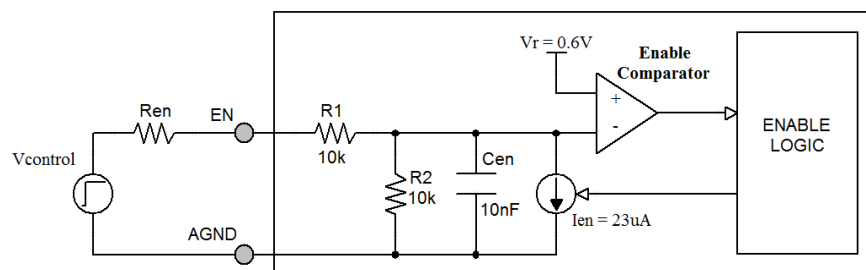 Vr = 0.6V
Enable
Comparator
+
-
ENABLE
LOGIC
Ren
EN
R1
10k
R2
10k
Cen
10nF
Ien = 23uA
Vcontrol
AGND